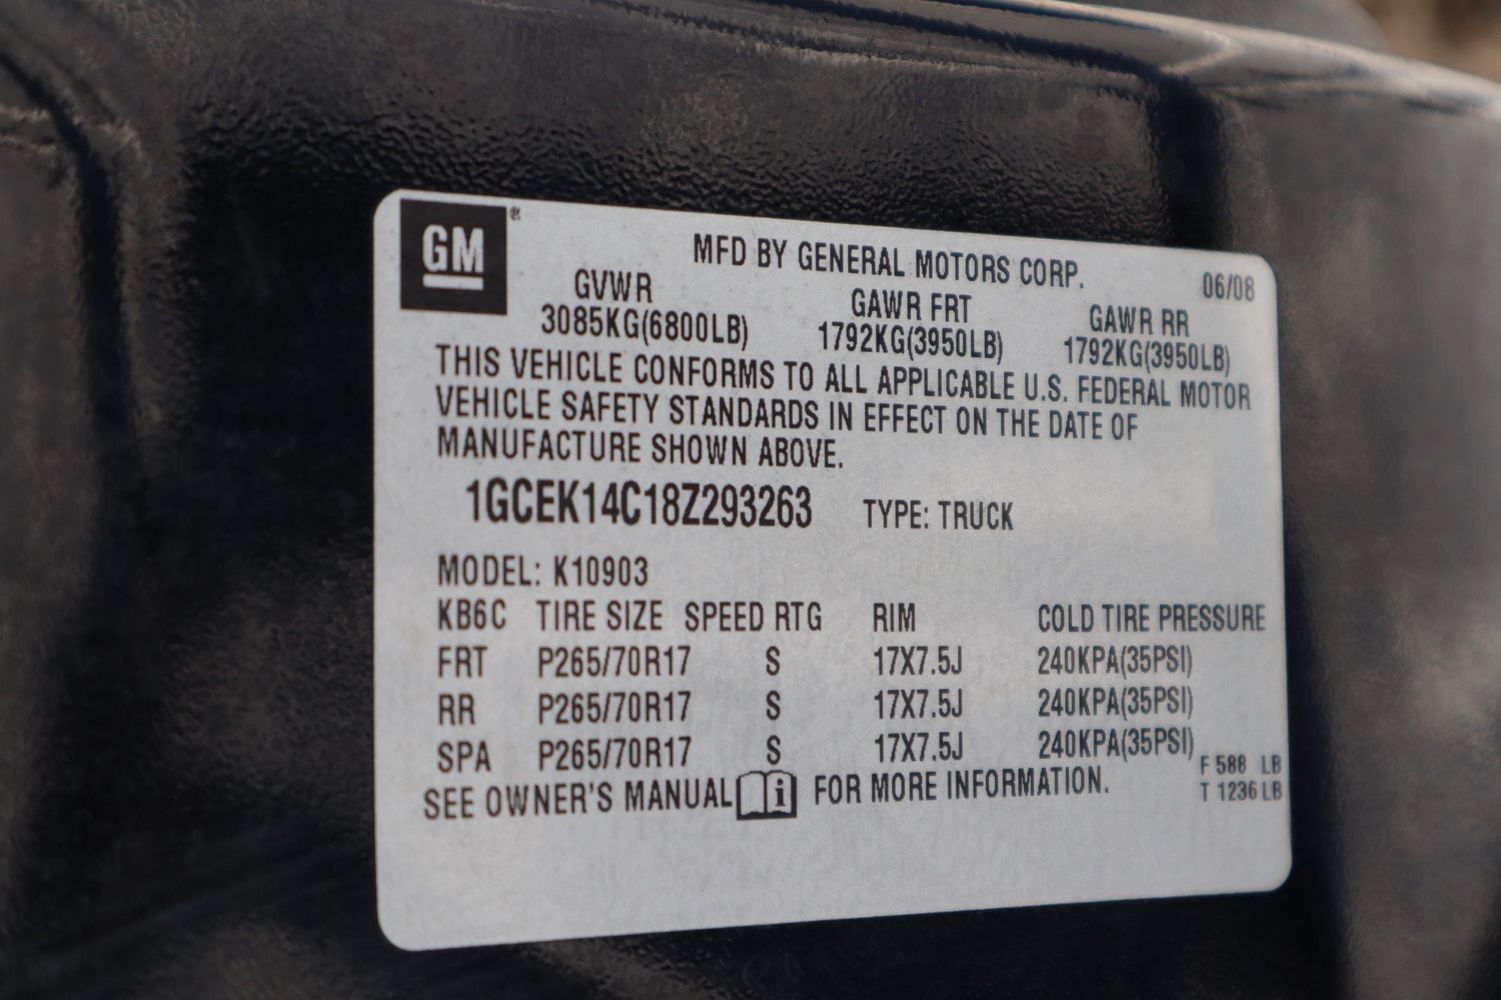 GM®
MFD BY GENERAL MOTORS CORP. 06/08
GVWR GAWR FRT GAWR RR
3085KG(6800LB) 1792KG(3950LB) 1792KG(3950LB)
THIS VEHICLE CONFORMS TO ALL APPLICABLE U.S. FEDERAL MOTOR
VEHICLE SAFETY STANDARDS IN EFFECT ON THE DATE OF
MANUFACTURE SHOWN ABOVE.
1GCEK14C18Z293263 TYPE: TRUCK
MODEL: K10903
KB6C TIRE SIZE SPEED RTG RIM COLD TIRE PRESSURE
FRT P265/70R17 S 17X7.5J 240KPA(35PSI)
RR P265/70R17 S 17X7.5J 240KPA(35PSI)
SPA P265/70R17 S 17X7.5J 240KPA(35PSI)
SEE OWNER'S MANUAL i FOR MORE INFORMATION.
F 588 LB
T 1236 LB